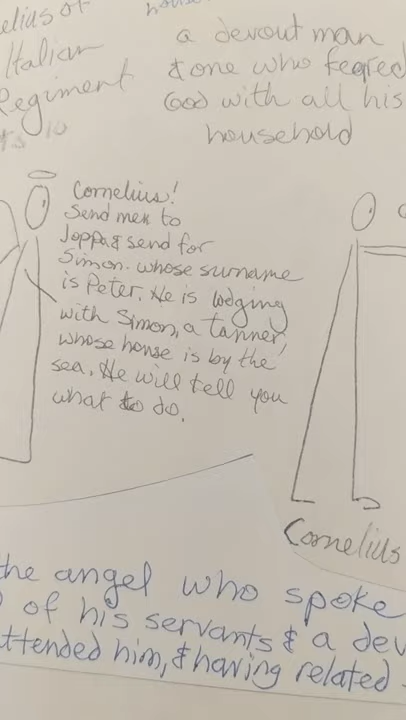 elius of
Italian
Regiment
ts 10
house
a devout man
& one who feared
God with all his
household
Cornelius!
Send men to
Joppa & send for
Simon. whose surname
is Peter. He is lodging
with Simon, a tanner,
whose house is by the
sea. He will tell you
what to do.
Cornelius
the angel who spoke
of his servants & a dev
ttended him, & having related